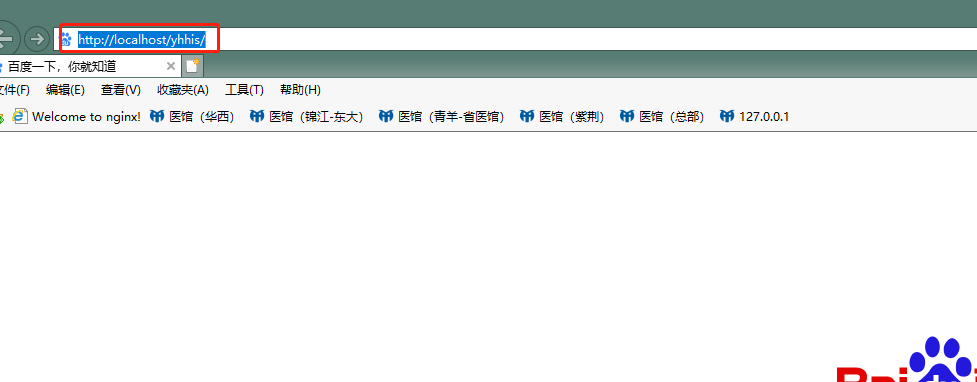 http://localhost/yhhis/
百度一下，你就知道
文件(F) 编辑(E) 查看(V) 收藏夹(A) 工具(T) 帮助(H)
Welcome to nginx! 医馆（华西） 医馆（锦江-东大） 医馆（青羊-省医馆） 医馆（紫荆） 医馆（总部） 127.0.0.1